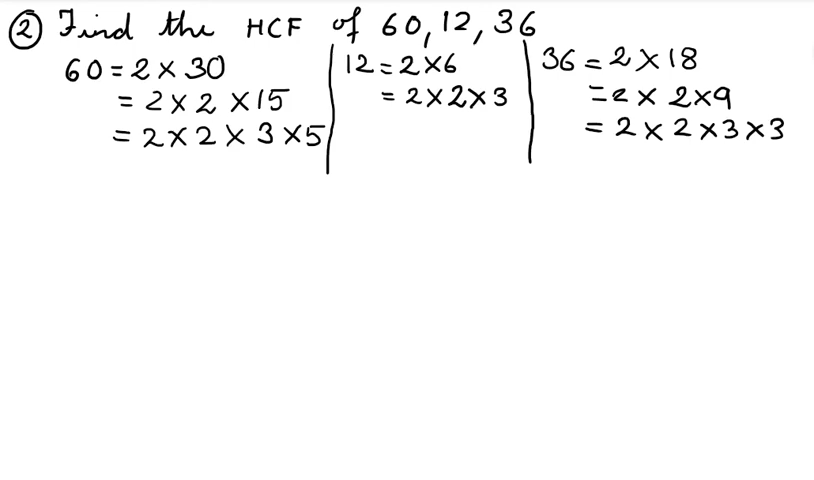 ② Find the HCF of 60, 12, 36
60 = 2 × 30
= 2 × 2 × 15
= 2 × 2 × 3 × 5
12 = 2 × 6
= 2 × 2 × 3
36 = 2 × 18
= 2 × 2 × 9
= 2 × 2 × 3 × 3